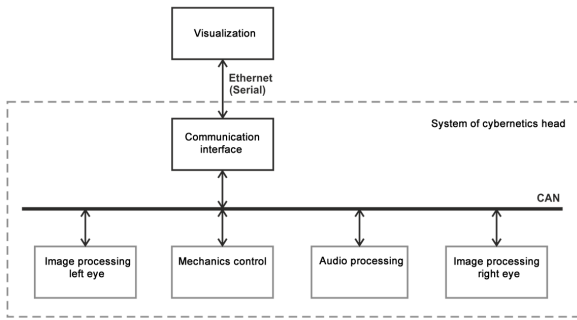 Visualization
Ethernet
(Serial)
System of cybernetics head
Communication
interface
CAN
Image processing
left eye
Mechanics control
Audio processing
Image processing
right eye